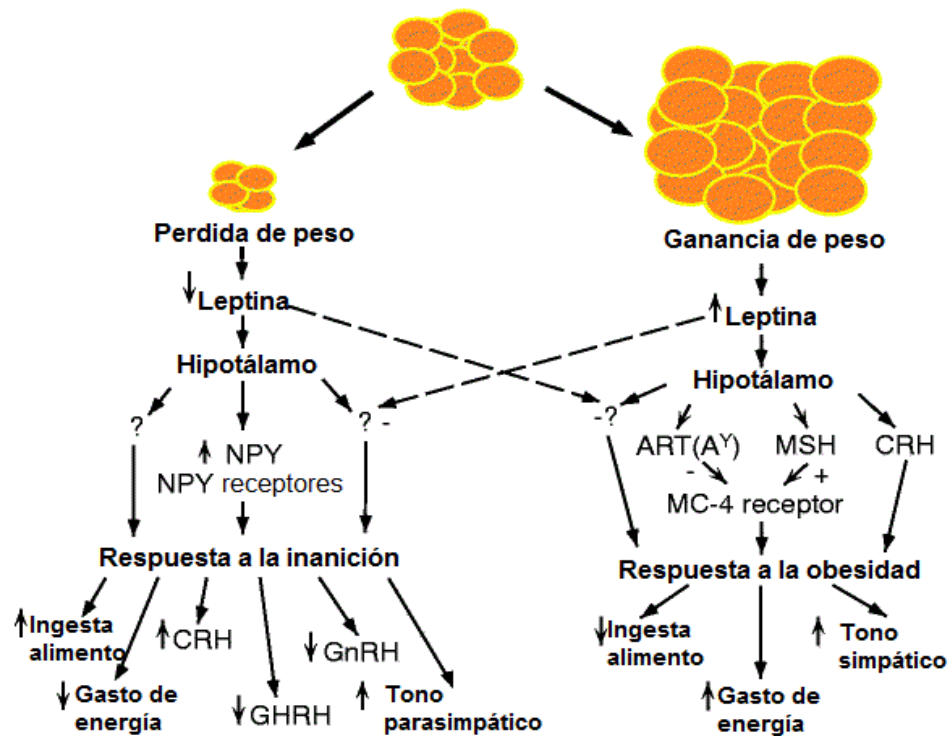 Perdida de peso
↓ Leptina
Hipotálamo
?
? -
↑ NPY
NPY receptores
Respuesta a la inanición
↑ Ingesta
alimento
↓ Gasto de
energía
↑ CRH
↓ GHRH
↓ GnRH
↑ Tono
parasimpático
Ganancia de peso
↑ Leptina
Hipotálamo
-?
ART(Aʸ)
MSH
CRH
-
+
MC-4 receptor
Respuesta a la obesidad
↓ Ingesta
alimento
↑ Gasto de
energía
↑ Tono
simpático